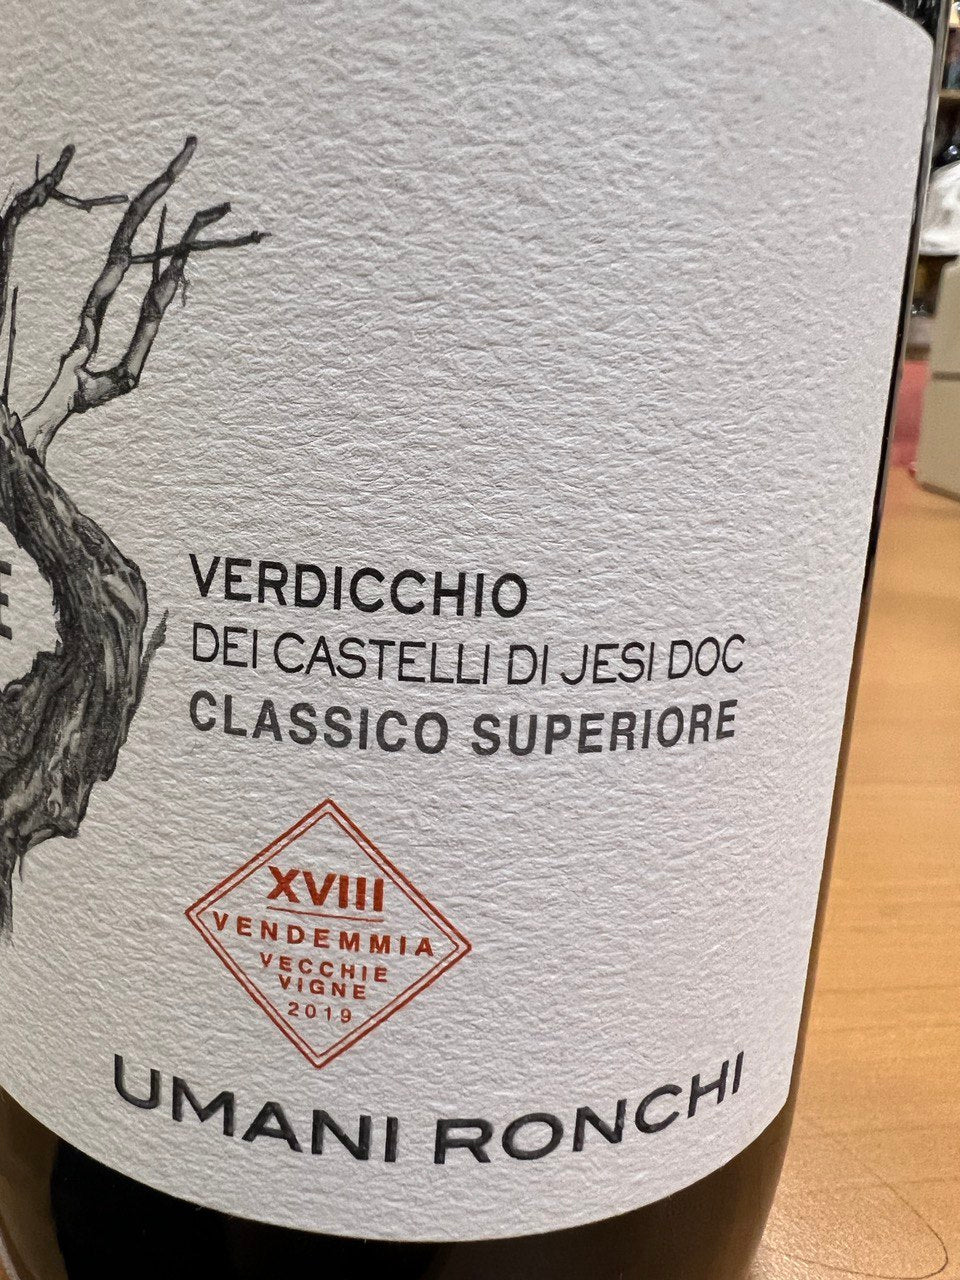 VERDICCHIO
DEI CASTELLI DI JESI DOC
CLASSICO SUPERIORE
XVIII
VENDEMMIA
VECCHIE
VIGNE
2019
UMANI RONCHI